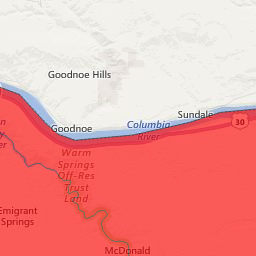 Goodnoe Hills
Sundale
Columbia
River
30
Goodnoe
Warm
Springs
Off-Res
Trust
Land
Emigrant
Springs
McDonald